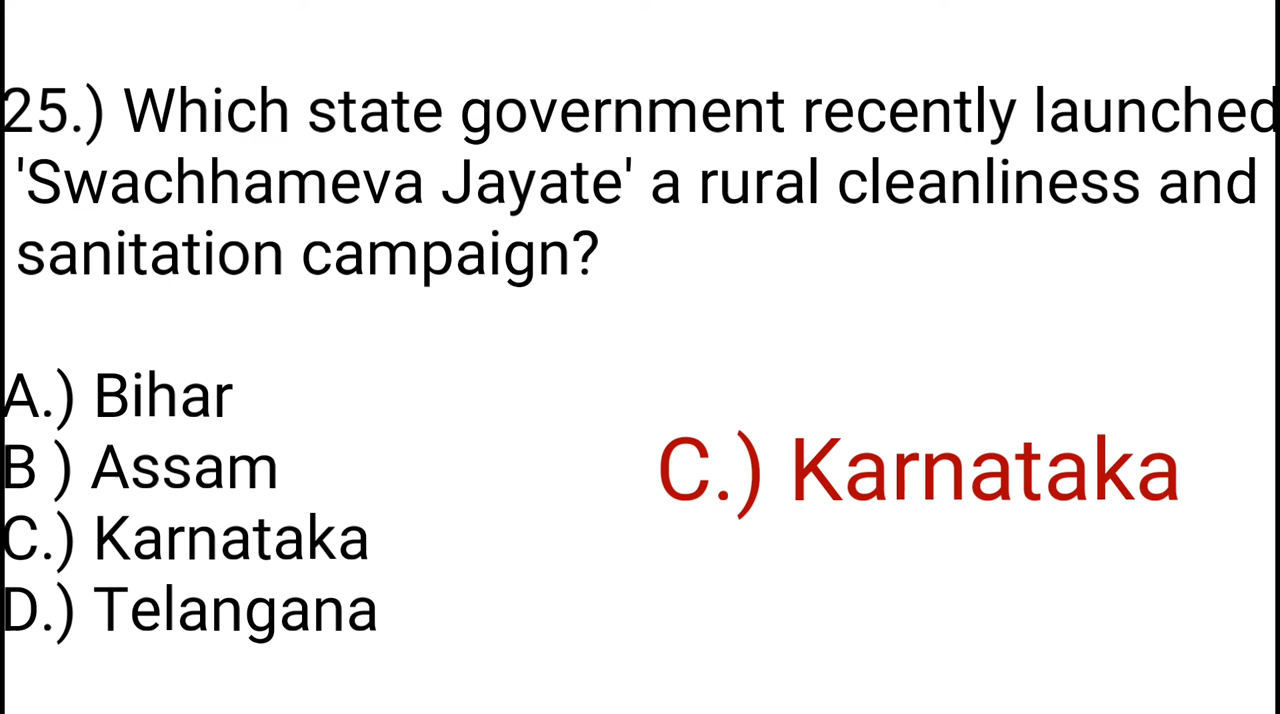 25.) Which state government recently launched
'Swachhameva Jayate' a rural cleanliness and
sanitation campaign?
A.) Bihar
B ) Assam
C.) Karnataka
D.) Telangana
C.) Karnataka